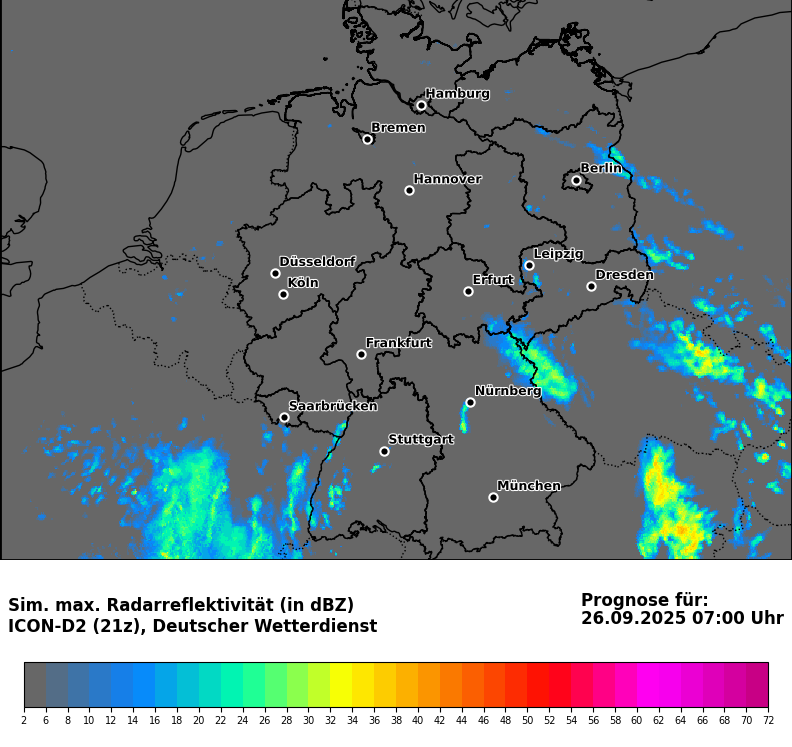 Hamburg
Bremen
Berlin
Hannover
Leipzig
Düsseldorf
Dresden
Köln
Erfurt
Frankfurt
Nürnberg
Saarbrücken
Stuttgart
München
Sim. max. Radarreflektivität (in dBZ)
ICON-D2 (21z), Deutscher Wetterdienst
Prognose für:
26.09.2025 07:00 Uhr
2 6 8 10 12 14 16 18 20 22 24 26 28 30 32 34 36 38 40 42 44 46 48 50 52 54 56 58 60 62 64 66 68 70 72